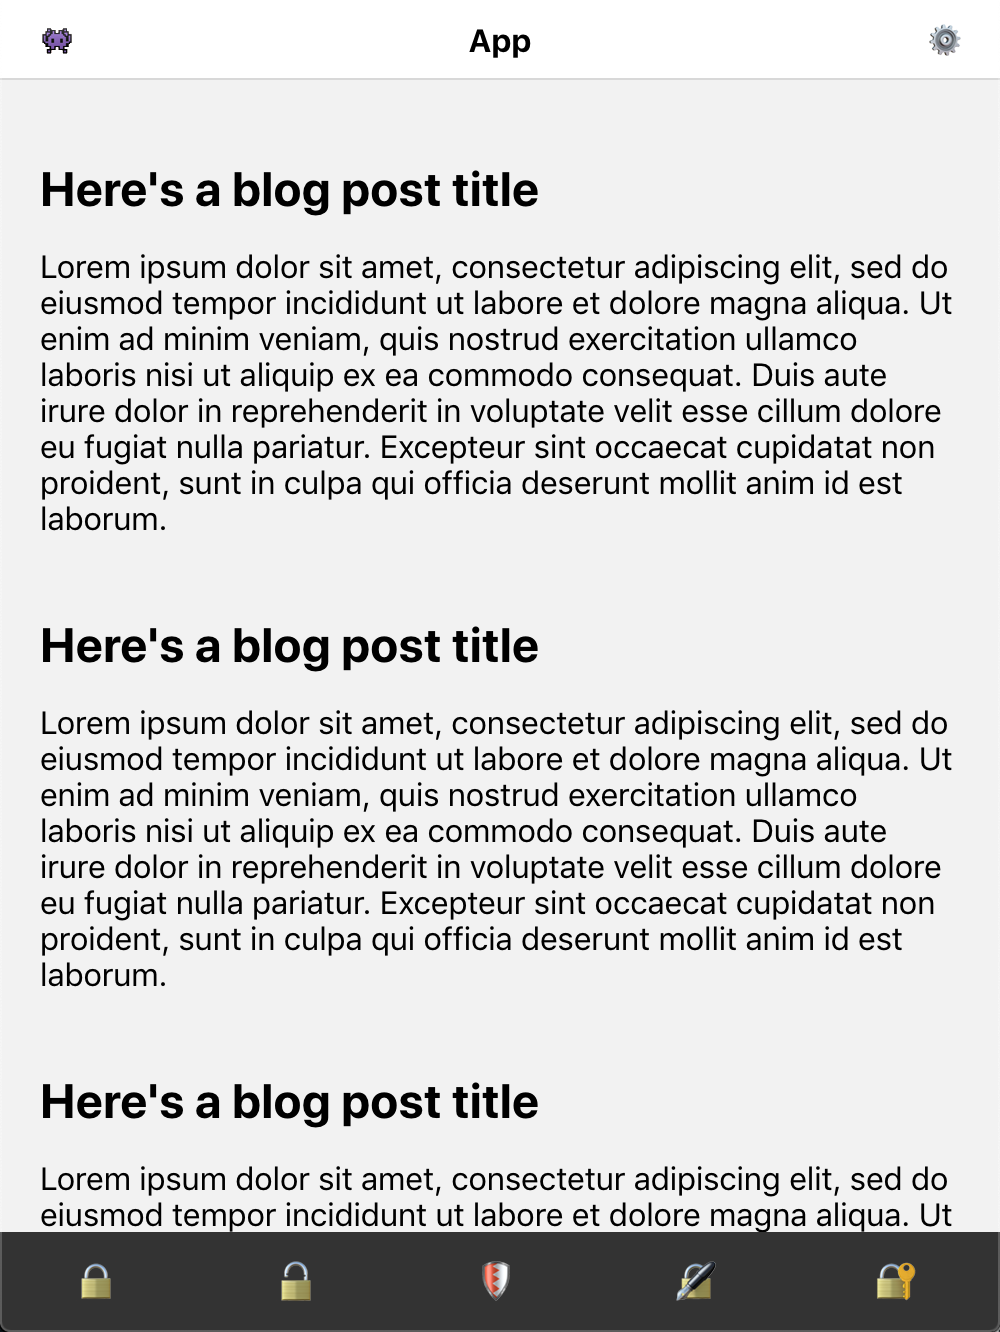 App
Here's a blog post title
Lorem ipsum dolor sit amet, consectetur adipiscing elit, sed do
eiusmod tempor incididunt ut labore et dolore magna aliqua. Ut
enim ad minim veniam, quis nostrud exercitation ullamco
laboris nisi ut aliquip ex ea commodo consequat. Duis aute
irure dolor in reprehenderit in voluptate velit esse cillum dolore
eu fugiat nulla pariatur. Excepteur sint occaecat cupidatat non
proident, sunt in culpa qui officia deserunt mollit anim id est
laborum.
Here's a blog post title
Lorem ipsum dolor sit amet, consectetur adipiscing elit, sed do
eiusmod tempor incididunt ut labore et dolore magna aliqua. Ut
enim ad minim veniam, quis nostrud exercitation ullamco
laboris nisi ut aliquip ex ea commodo consequat. Duis aute
irure dolor in reprehenderit in voluptate velit esse cillum dolore
eu fugiat nulla pariatur. Excepteur sint occaecat cupidatat non
proident, sunt in culpa qui officia deserunt mollit anim id est
laborum.
Here's a blog post title
Lorem ipsum dolor sit amet, consectetur adipiscing elit, sed do
eiusmod tempor incididunt ut labore et dolore magna aliqua. Ut